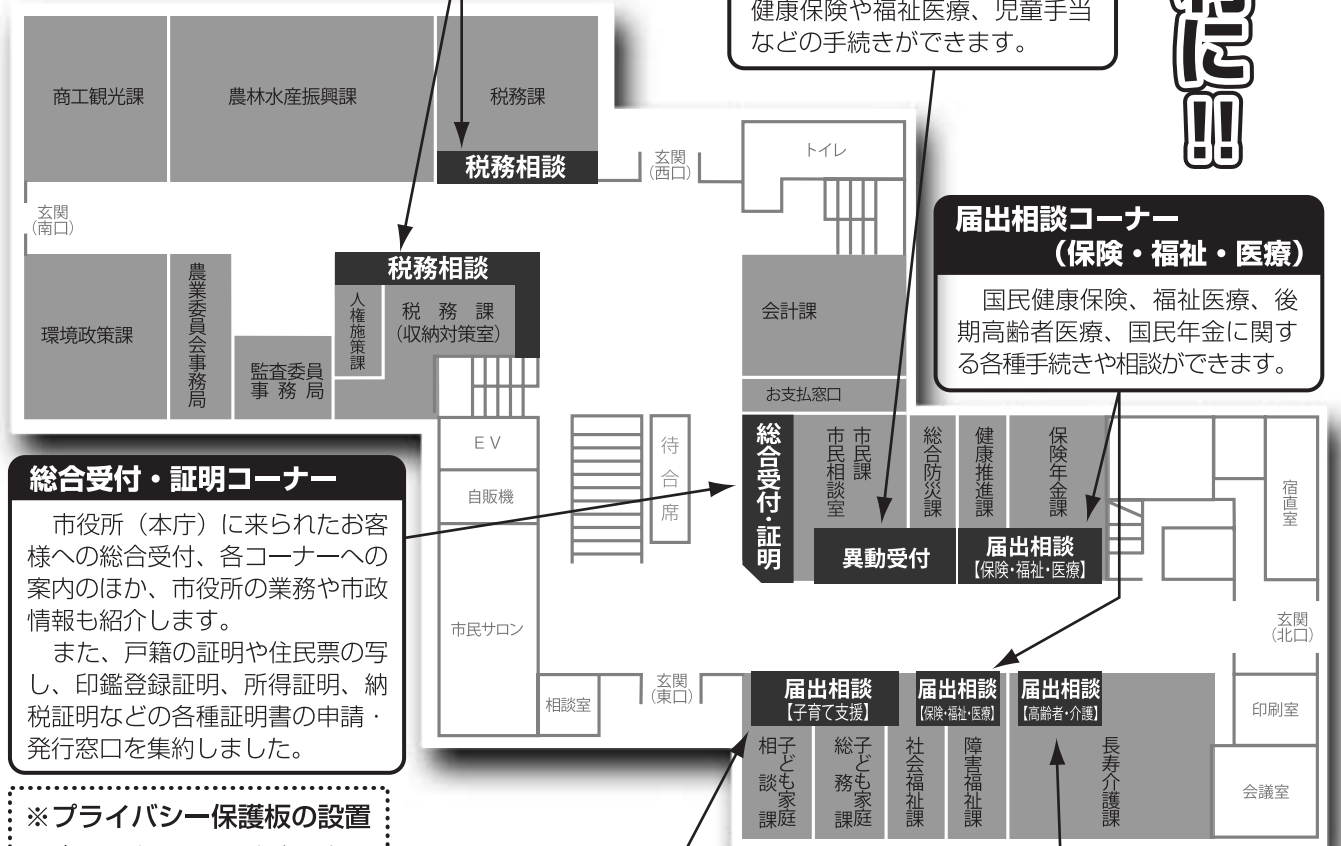 に!!
健康保険や福祉医療、児童手当
などの手続きができます。
商工観光課
農林水産振興課
税務課
税務相談
玄関
(西口)
トイレ
玄関
(南口)
税務相談
届出相談コーナー
(保険・福祉・医療)
国民健康保険、福祉医療、後
期高齢者医療、国民年金に関す
る各種手続きや相談ができます。
環境政策課
農業委員会事務局
監査委員
事務局
人権施策課
税務課
(収納対策室)
会計課
お支払窓口
EV
自販機
待合席
総合受付・証明
市民課
市民相談室
総合防災課
健康推進課
保険年金課
宿直室
異動受付
届出相談
【保険・福祉・医療】
総合受付・証明コーナー
市役所(本庁)に来られたお客
様への総合受付、各コーナーへの
案内のほか、市役所の業務や市政
情報も紹介します。
また、戸籍の証明や住民票の写
し、印鑑登録証明、所得証明、納
税証明などの各種証明書の申請・
発行窓口を集約しました。
市民サロン
相談室
玄関
(東口)
玄関
(北口)
届出相談
【子育て支援】
届出相談
【保険・福祉・医療】
届出相談
【高齢者・介護】
印刷室
子ども家庭
相談課
子ども家庭
総務課
社会福祉課
障害福祉課
長寿介護課
会議室
※プライバシー保護板の設置